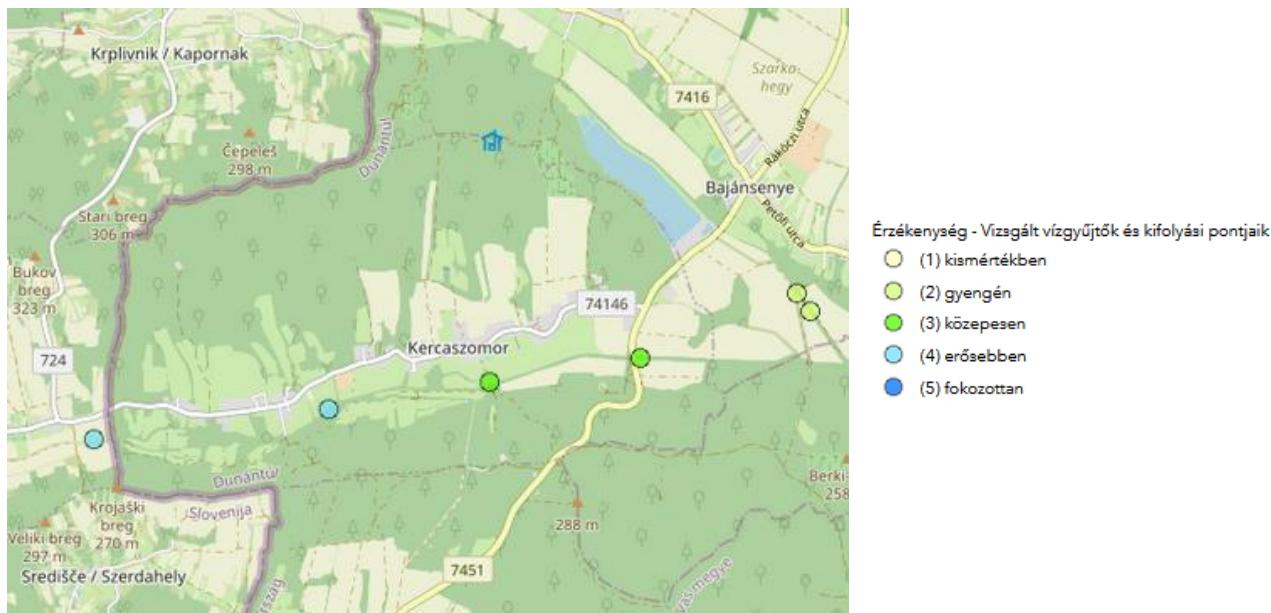 Krplivnik / Kapornak
7416
Szarka-
hegy
Rákóczi utca
Čepeleš
298 m
Dunántúl
Bajánsenye
Petőfi utca
Stari breg
306 m
Bukov
breg
323 m
74146
Kercaszomor
724
Dunántúl
Slovenija
Krojaški
breg
270 m
Veliki breg
297 m
Središče / Szerdahely
288 m
Berki-
258
7451
ország
Vas megye
Érzékenység - Vizsgált vízgyűjtők és kifolyási pontjaik
(1) kismértékben
(2) gyengén
(3) közepesen
(4) erősebben
(5) fokozottan